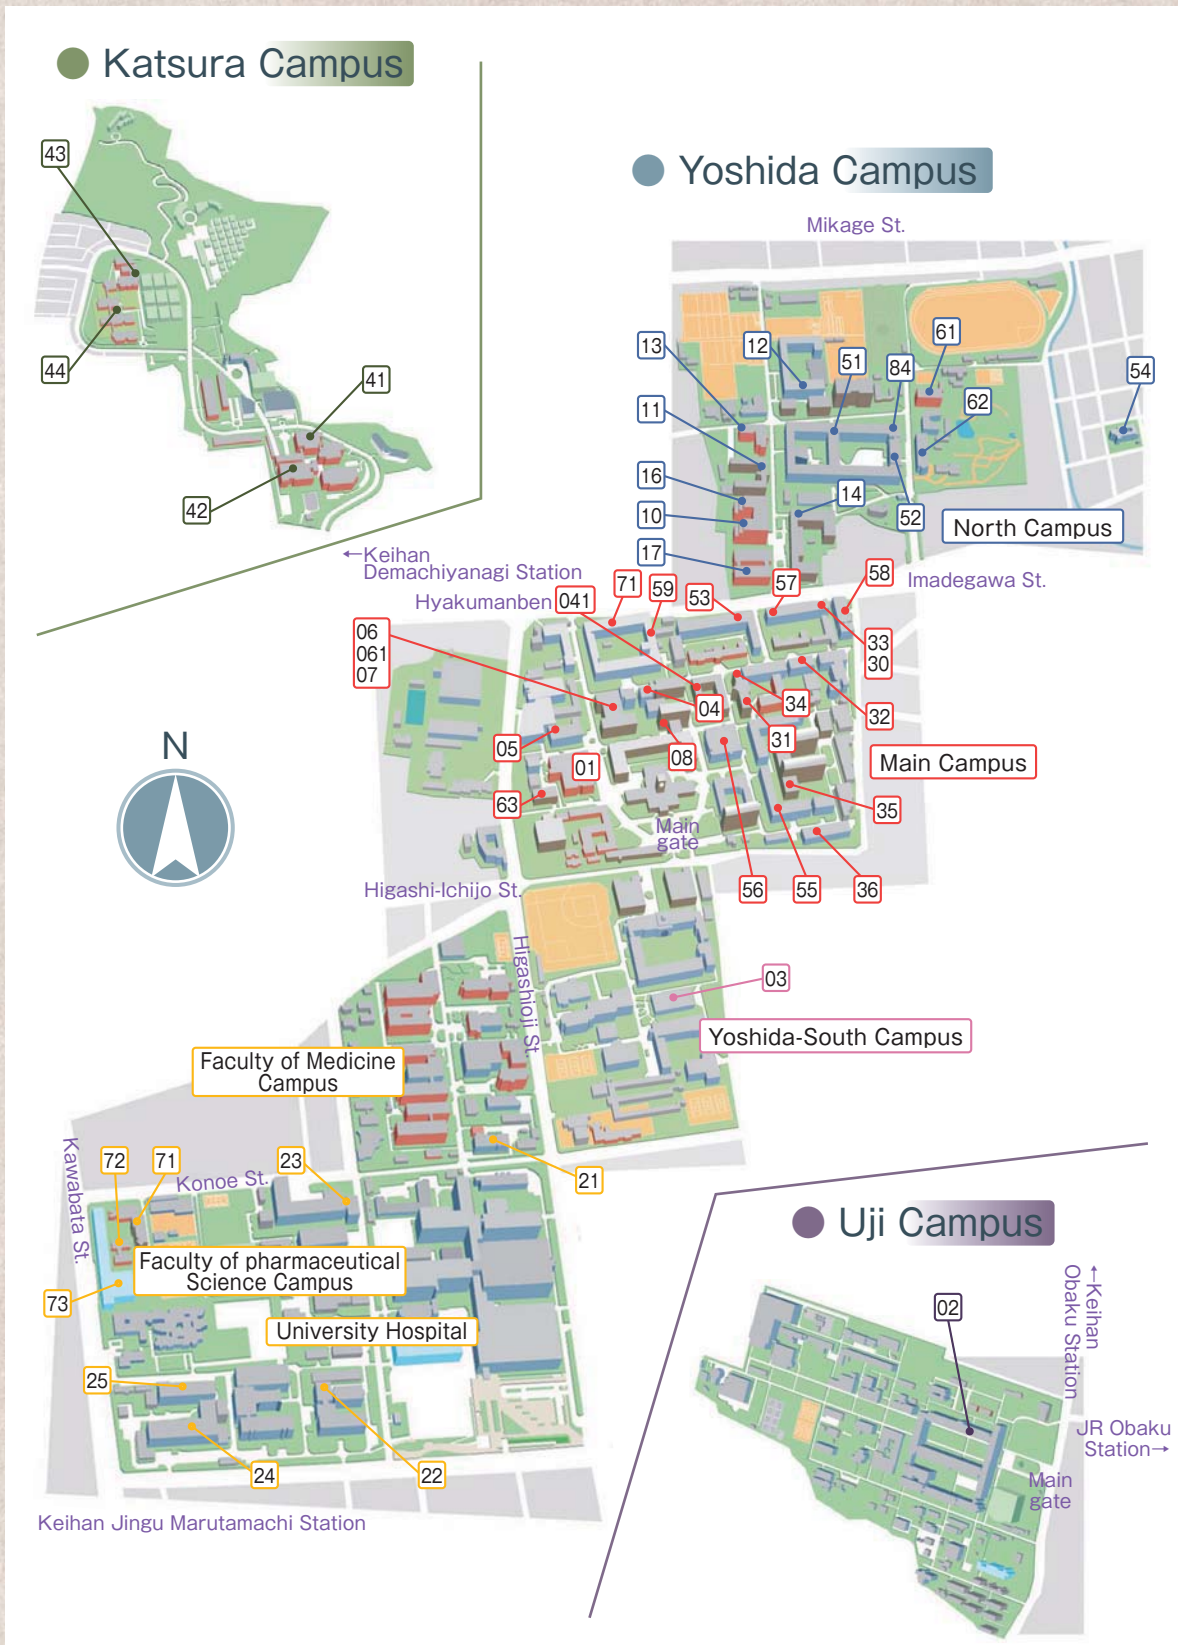 Katsura Campus
43
44
41
42
Yoshida Campus
Mikage St.
13
12
51
84
61
54
11
62
16
10
14
52
17
North Campus
←Keihan
Demachiyanagi Station
Imadegawa St.
Hyakumanben
041
71
59
53
57
58
06
061
07
33
30
04
34
32
05
08
31
01
Main Campus
63
35
Main
gate
56
55
36
N
Higashi-Ichijo St.
Higashioji St.
03
Yoshida-South Campus
Faculty of Medicine
Campus
21
Kawabata St.
72
71
Konoe St.
23
Faculty of pharmaceutical
Science Campus
73
University Hospital
25
24
22
Keihan Jingu Marutamachi Station
Uji Campus
02
←Keihan
Obaku Station
JR Obaku
Station→
Main
gate